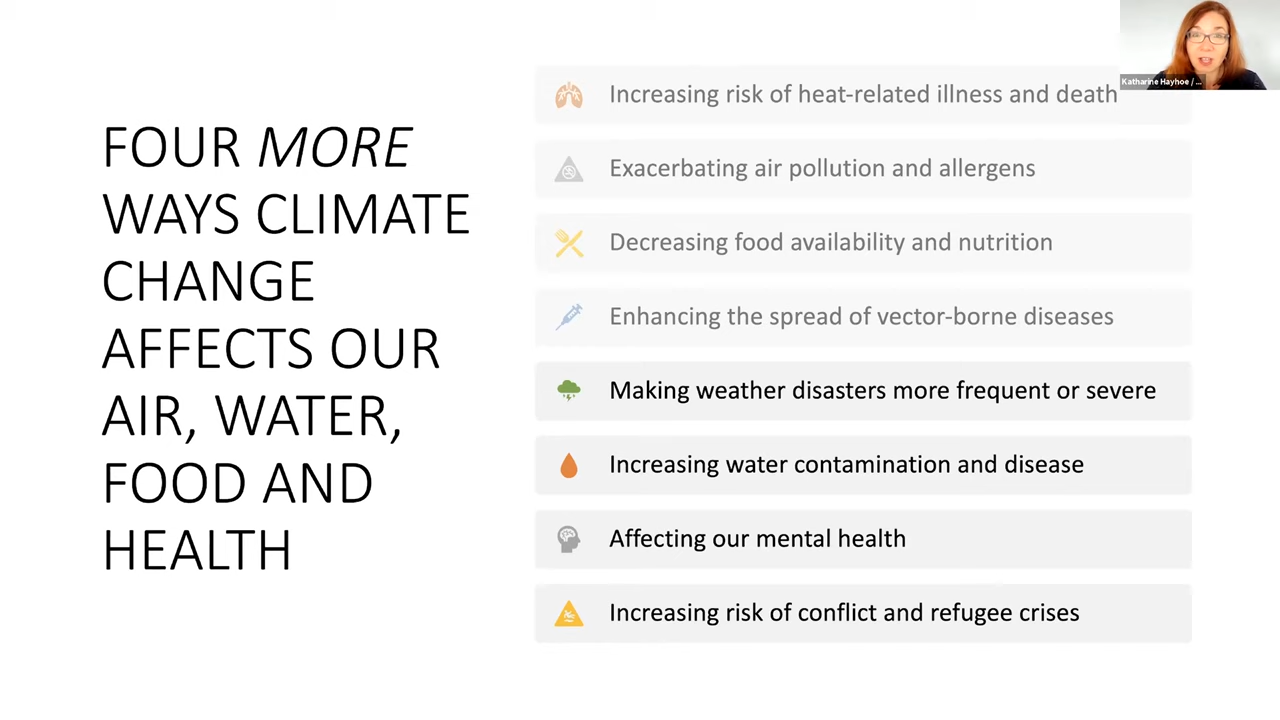 FOUR MORE
WAYS CLIMATE
CHANGE
AFFECTS OUR
AIR, WATER,
FOOD AND
HEALTH
Increasing risk of heat-related illness and death
Exacerbating air pollution and allergens
Decreasing food availability and nutrition
Enhancing the spread of vector-borne diseases
Making weather disasters more frequent or severe
Increasing water contamination and disease
Affecting our mental health
Increasing risk of conflict and refugee crises
Katharine Hayhoe / ...